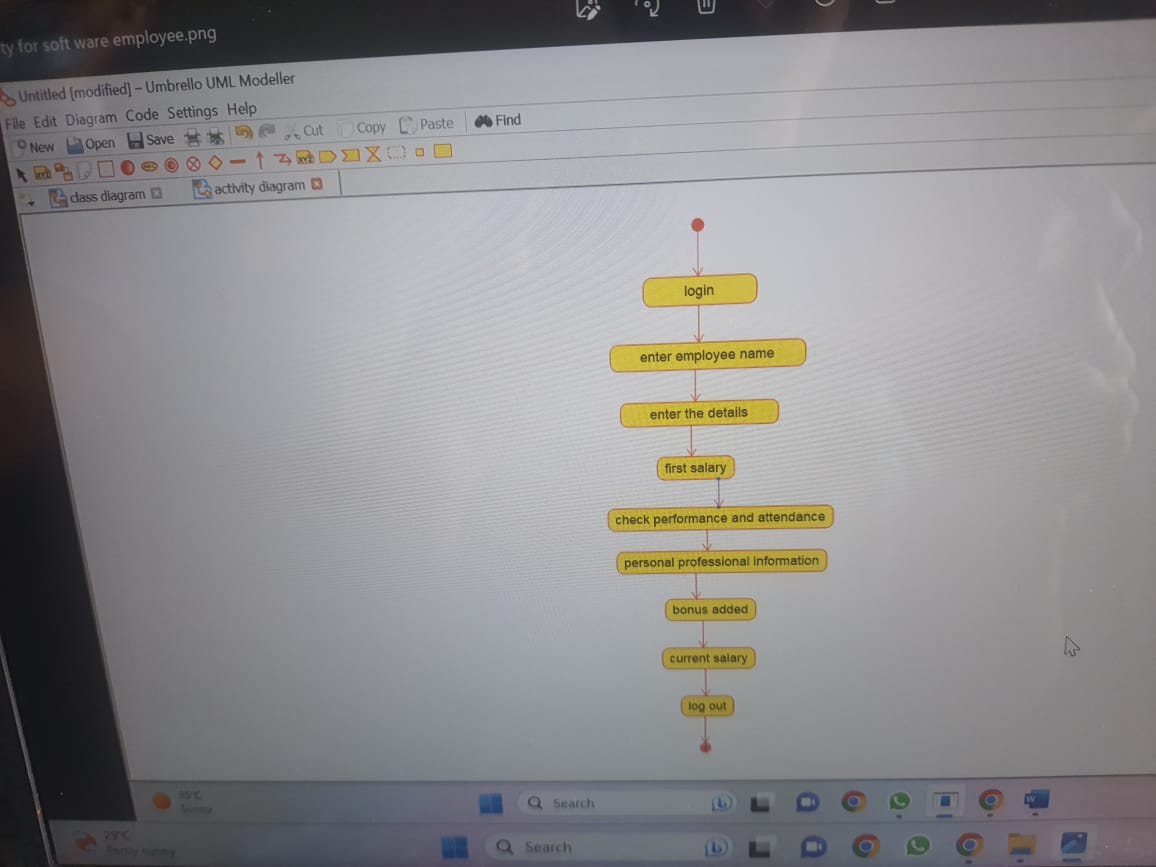 ty for soft ware employee.png
Untitled [modified] – Umbrello UML Modeller
File Edit Diagram Code Settings Help
New Open Save Cut Copy Paste Find
class diagram activity diagram
login
enter employee name
enter the details
first salary
check performance and attendance
personal professional information
bonus added
current salary
log out
35°C
Sunny
Search
29°C
Partly sunny
Search